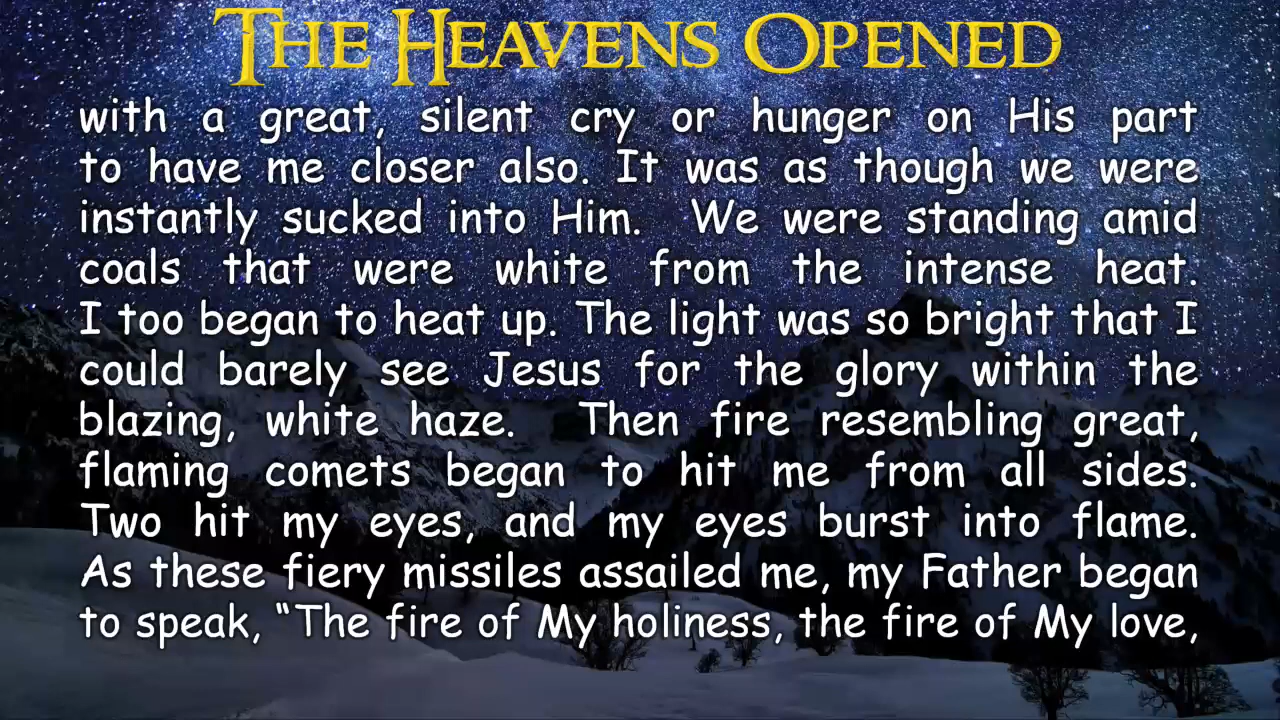 THE HEAVENS OPENED
with a great, silent cry or hunger on His part
to have me closer also. It was as though we were
instantly sucked into Him. We were standing amid
coals that were white from the intense heat.
I too began to heat up. The light was so bright that I
could barely see Jesus for the glory within the
blazing, white haze. Then fire resembling great,
flaming comets began to hit me from all sides.
Two hit my eyes, and my eyes burst into flame.
As these fiery missiles assailed me, my Father began
to speak, “The fire of My holiness, the fire of My love,